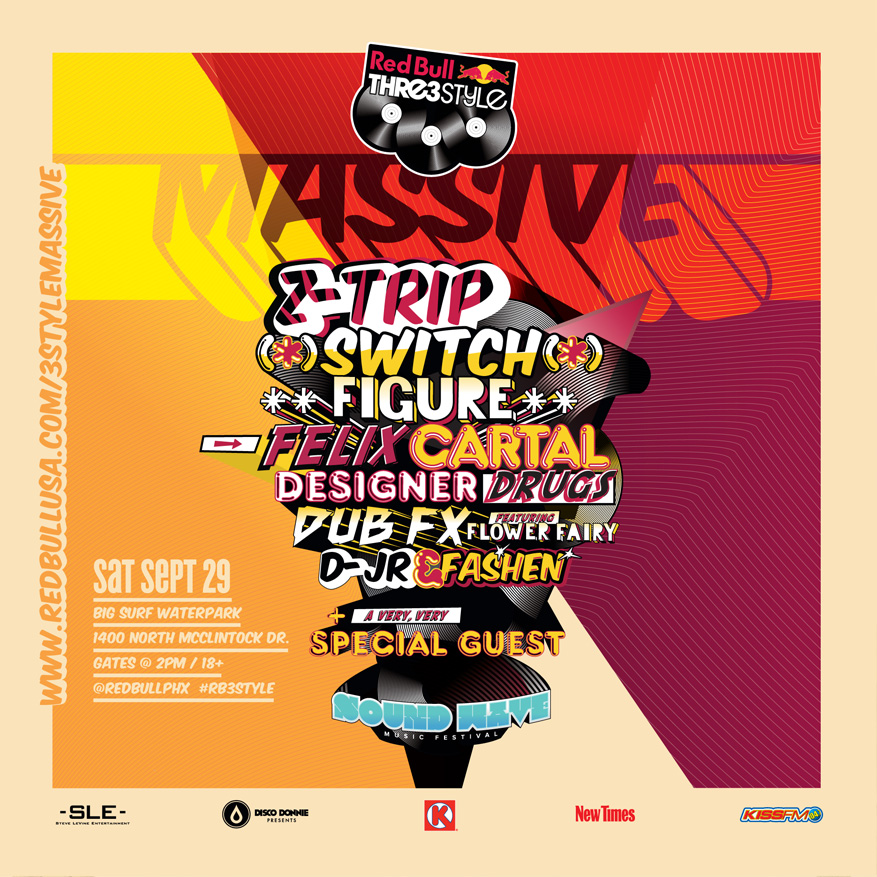 Red Bull
THRE3STYLE
MASSIVE
WWW.REDBULLUSA.COM/3STYLEMASSIVE
Z-TRIP
(*) SWITCH (*)
** FIGURE **
→ FELIX CARTAL
DESIGNER DRUGS
DUB FX FEATURING FLOWER FAIRY
D-JR & FASHEN
+ A VERY, VERY
SPECIAL GUEST
SOUND WAVE
MUSIC FESTIVAL
SAT SEPT 29
BIG SURF WATERPARK
1400 NORTH MCCLINTOCK DR.
GATES @ 2PM / 18+
@REDBULLPHX #RB3STYLE
-SLE-
STEVE LEVINE ENTERTAINMENT
DISCO DONNIE
PRESENTS
K
New Times
KISSFM